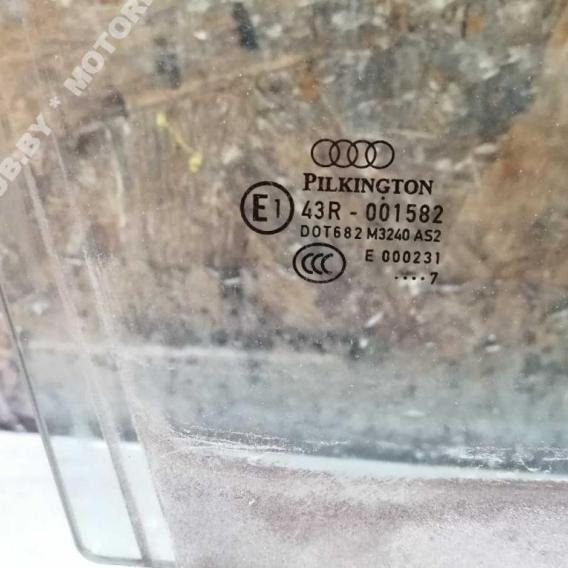 PILKINGTON
E1 43R - 001582
DOT682 M3240 AS2
CCC E 000231
....7